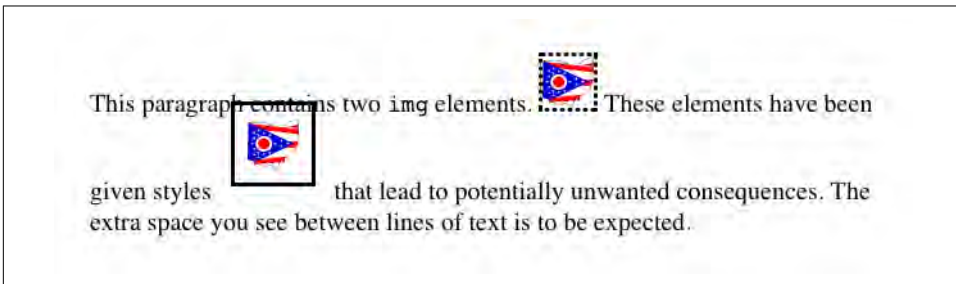 This paragraph contains two img elements. These elements have been
given styles that lead to potentially unwanted consequences. The
extra space you see between lines of text is to be expected.